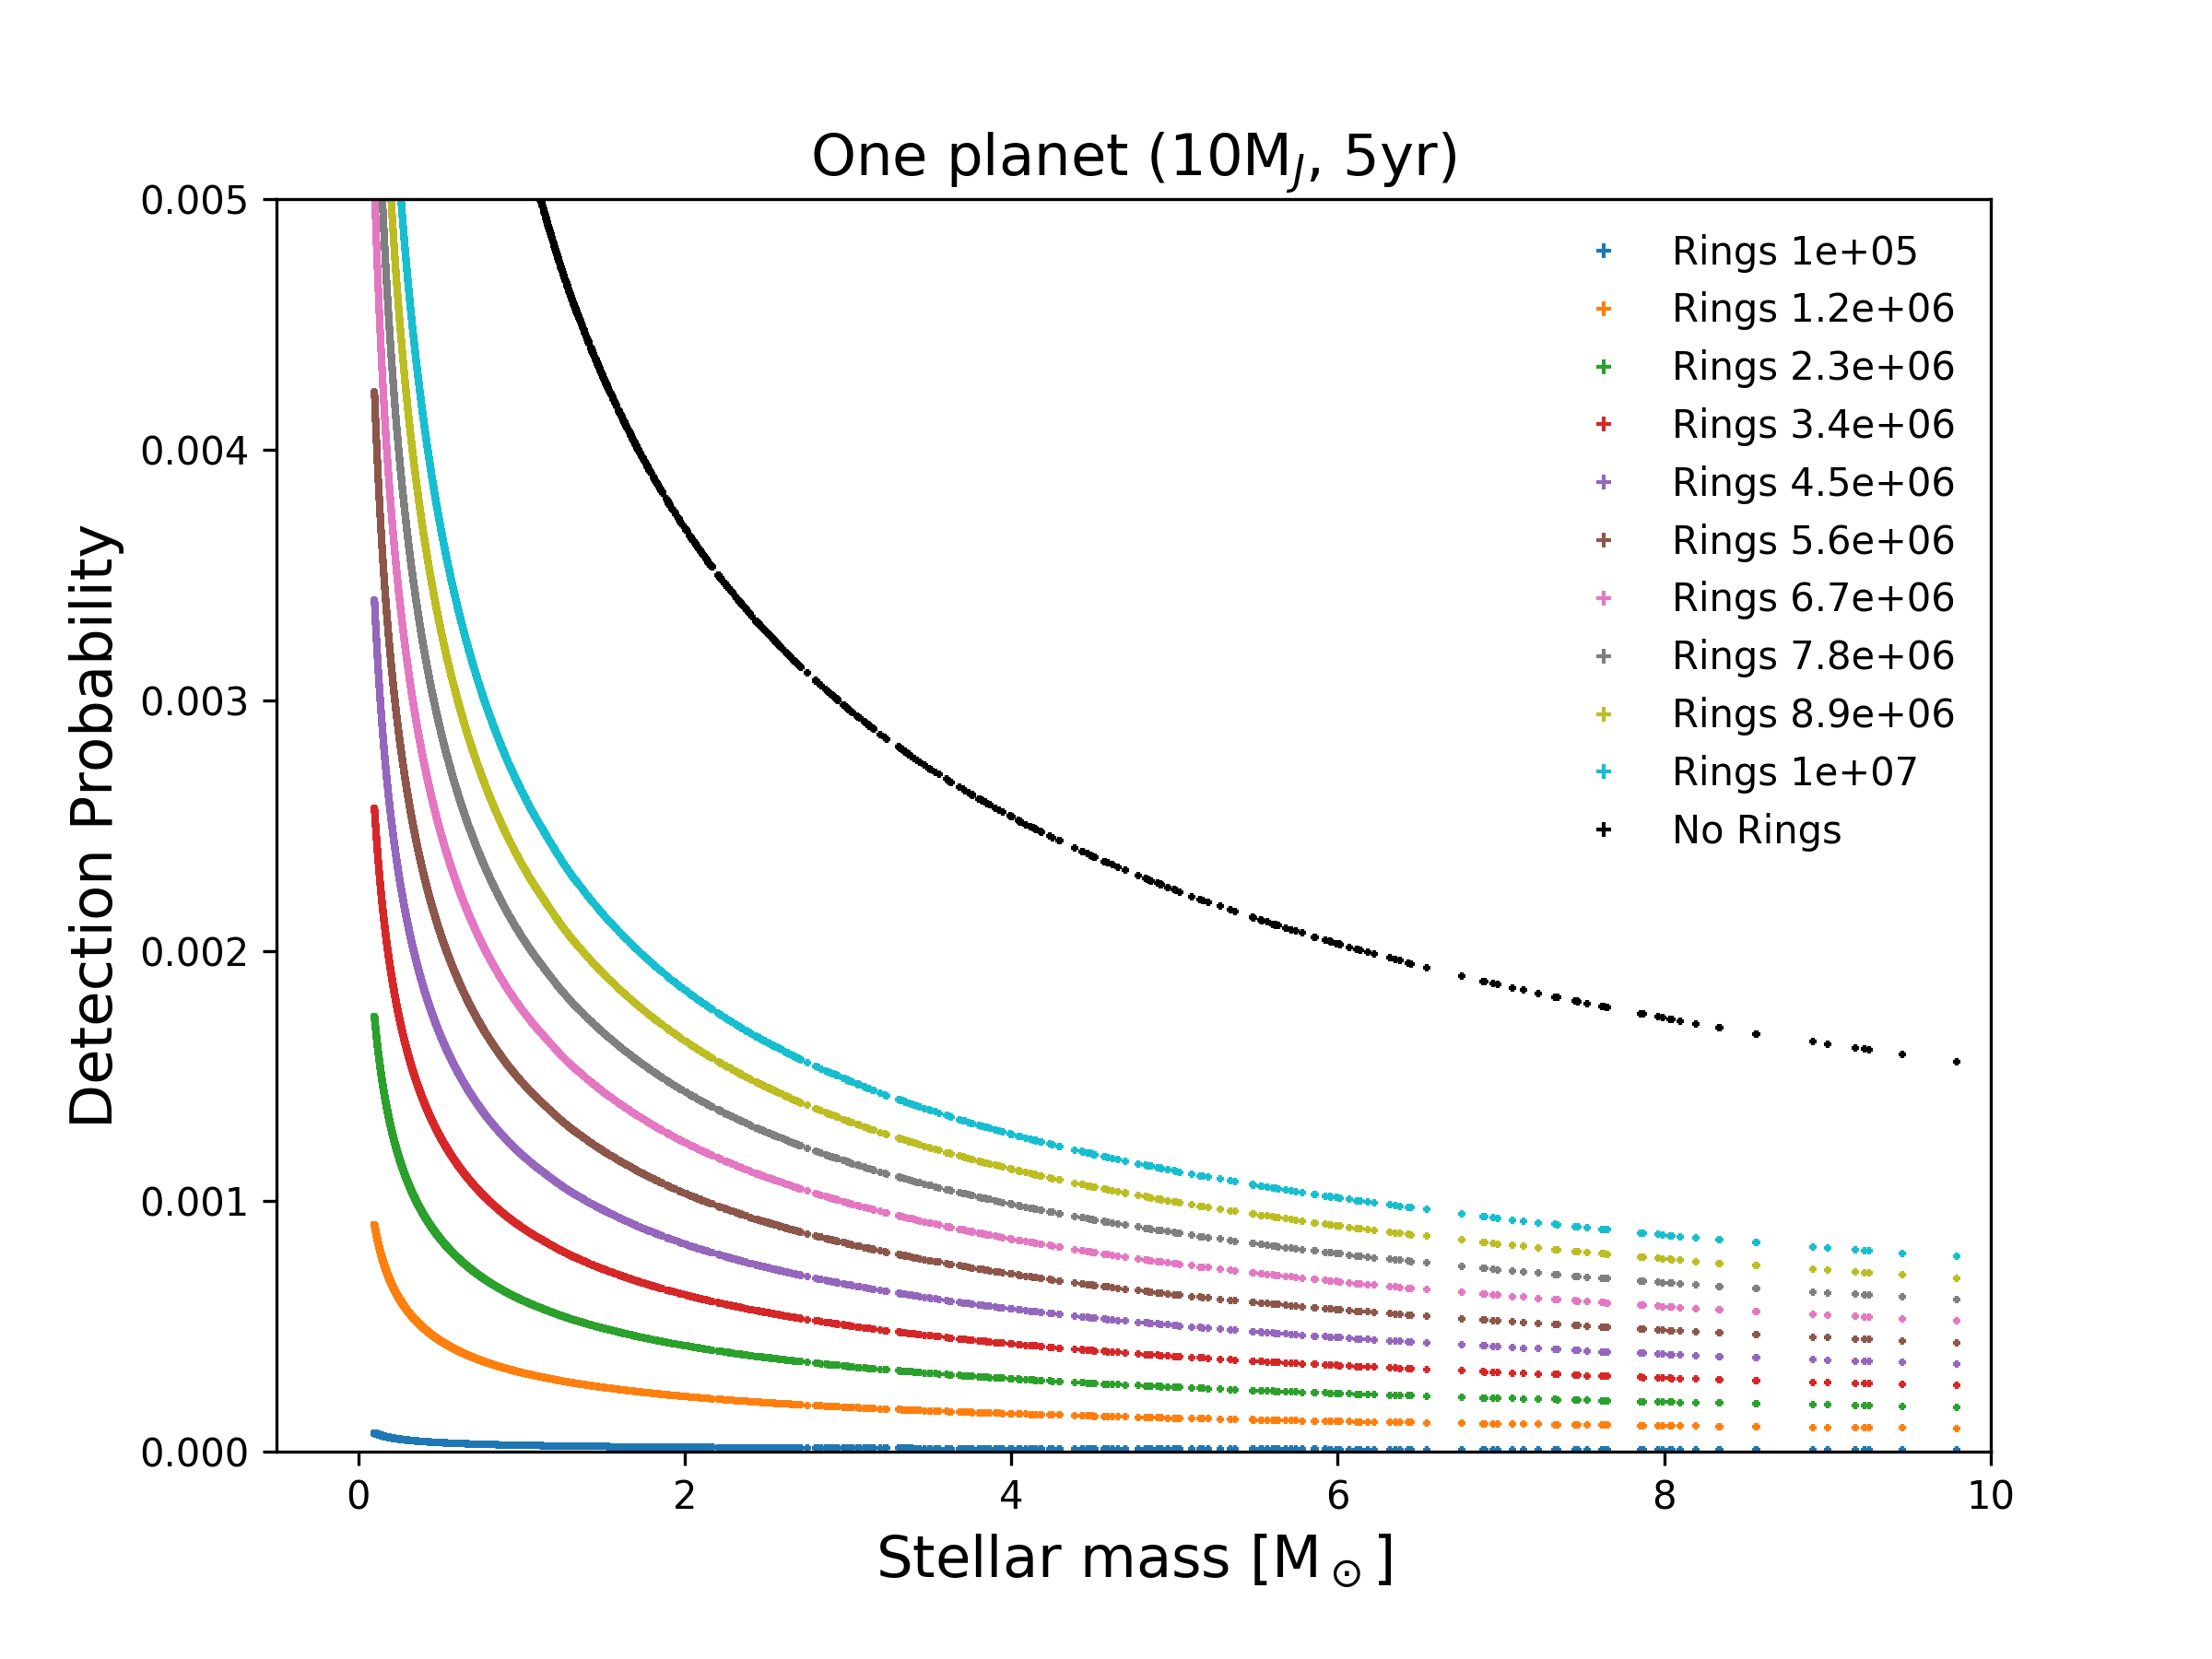 One planet (10M_J, 5yr)
0.005
0.004
0.003
0.002
0.001
0.000
Detection Probability
Rings 1e+05
Rings 1.2e+06
Rings 2.3e+06
Rings 3.4e+06
Rings 4.5e+06
Rings 5.6e+06
Rings 6.7e+06
Rings 7.8e+06
Rings 8.9e+06
Rings 1e+07
No Rings
0 2 4 6 8 10
Stellar mass [M⊙]